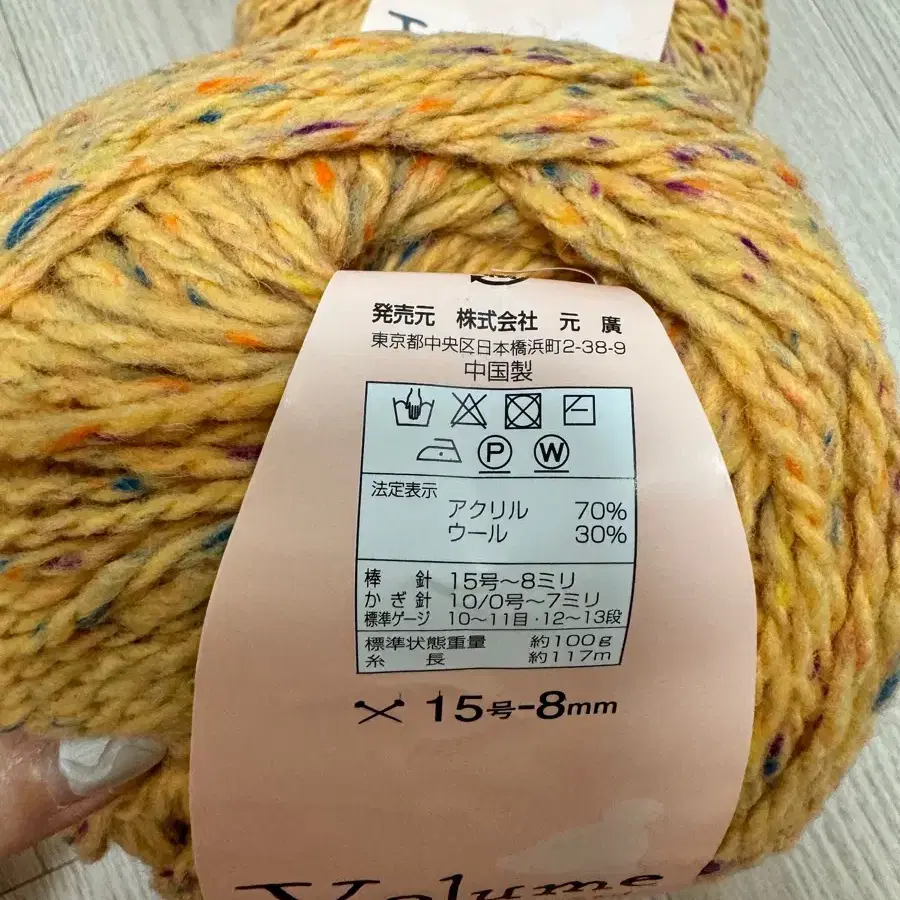 発売元 株式会社 元廣
東京都中央区日本橋浜町2-38-9
中国製
P W
法定表示
アクリル 70%
ウール 30%
棒針 15号～8ミリ
かぎ針 10/0号～7ミリ
標準ゲージ 10～11目・12～13段
標準状態重量 約100g
糸長 約117m
15号-8mm
Volume